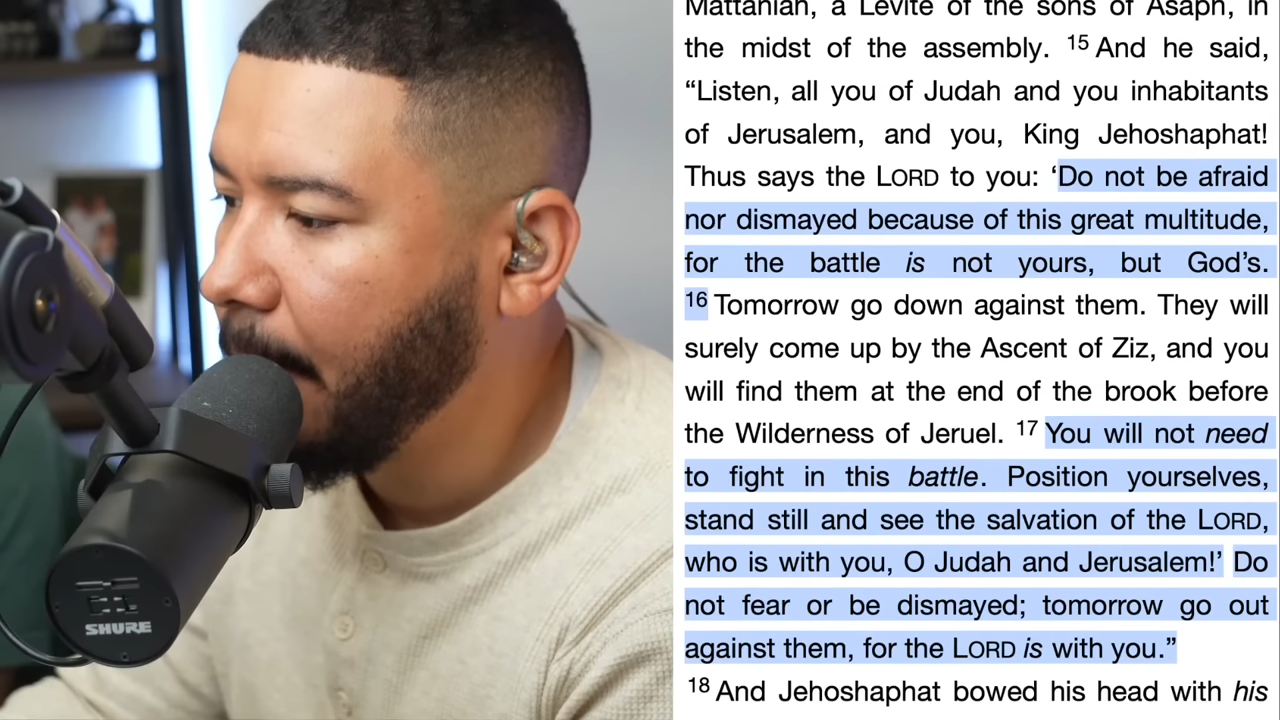 Mattaniah, a Levite of the sons of Asaph, in
the midst of the assembly. 15 And he said,
“Listen, all you of Judah and you inhabitants
of Jerusalem, and you, King Jehoshaphat!
Thus says the LORD to you: ‘Do not be afraid
nor dismayed because of this great multitude,
for the battle is not yours, but God’s.
16 Tomorrow go down against them. They will
surely come up by the Ascent of Ziz, and you
will find them at the end of the brook before
the Wilderness of Jeruel. 17 You will not need
to fight in this battle. Position yourselves,
stand still and see the salvation of the LORD,
who is with you, O Judah and Jerusalem!’ Do
not fear or be dismayed; tomorrow go out
against them, for the LORD is with you.”
18 And Jehoshaphat bowed his head with his
SHURE